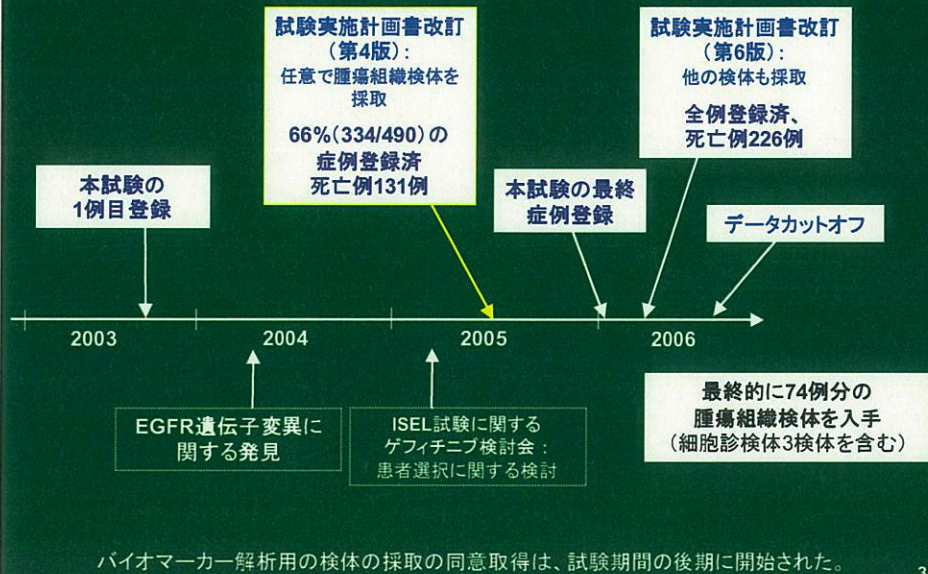 試験実施計画書改訂
(第4版):
任意で腫瘍組織検体を
採取
66%(334/490)の
症例登録済
死亡例131例
試験実施計画書改訂
(第6版):
他の検体も採取
全例登録済、
死亡例226例
本試験の
1例目登録
本試験の最終
症例登録
データカットオフ
2003
2004
2005
2006
EGFR遺伝子変異に
関する発見
ISEL試験に関する
ゲフィチニブ検討会:
患者選択に関する検討
最終的に74例分の
腫瘍組織検体を入手
(細胞診検体3検体を含む)
バイオマーカー解析用の検体の採取の同意取得は、試験期間の後期に開始された。
3